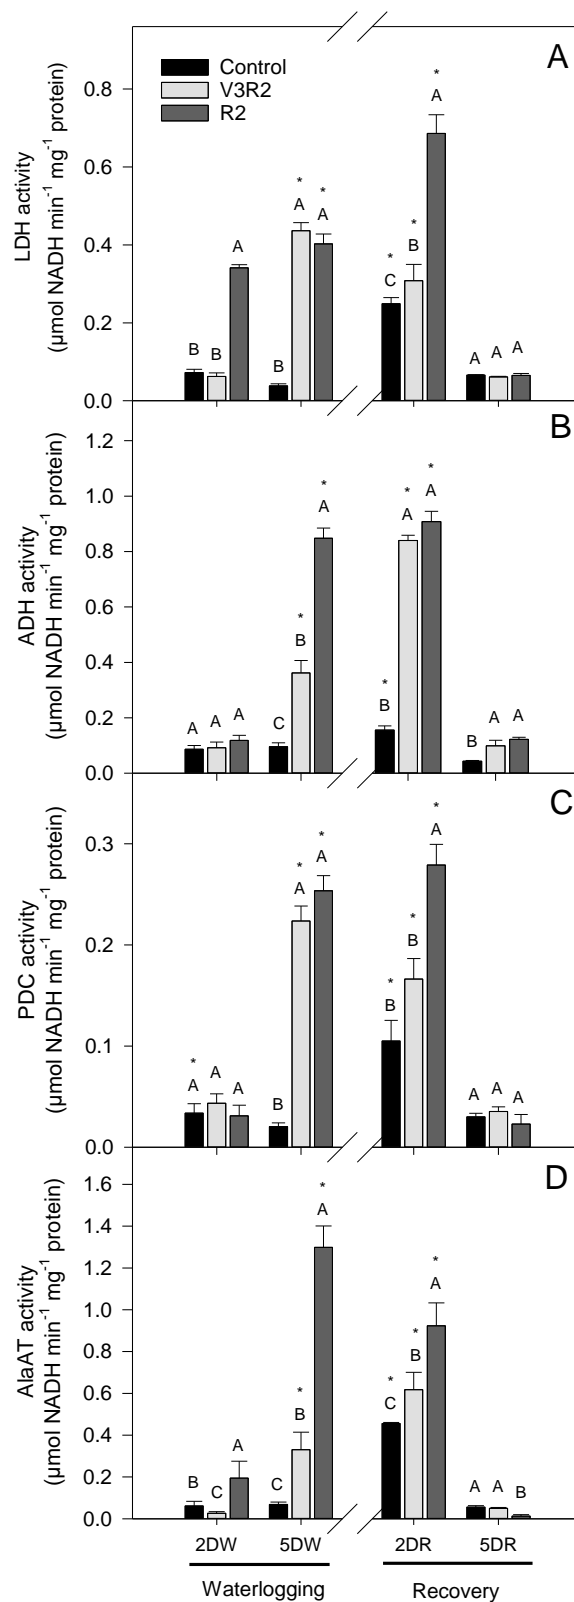 A
Control
V3R2
R2
LDH activity
(µmol NADH min⁻¹ mg⁻¹ protein)
0.8
0.6
0.4
0.2
0.0
*
A
A
*
A
*
A
*
C
*
B
B
B
B
A
A
A
B
ADH activity
(µmol NADH min⁻¹ mg⁻¹ protein)
1.2
1.0
0.8
0.6
0.4
0.2
0.0
*
A
*
A
*
A
*
B
*
B
A
A
A
C
B
A
A
C
PDC activity
(µmol NADH min⁻¹ mg⁻¹ protein)
0.3
0.2
0.1
0.0
*
A
*
A
*
A
*
B
*
B
*
A
A
A
B
A
A
A
D
AlaAT activity
(µmol NADH min⁻¹ mg⁻¹ protein)
1.6
1.4
1.2
1.0
0.8
0.6
0.4
0.2
0.0
*
A
*
A
*
B
*
C
*
B
B
C
A
C
A
A
B
2DW 5DW 2DR 5DR
Waterlogging Recovery